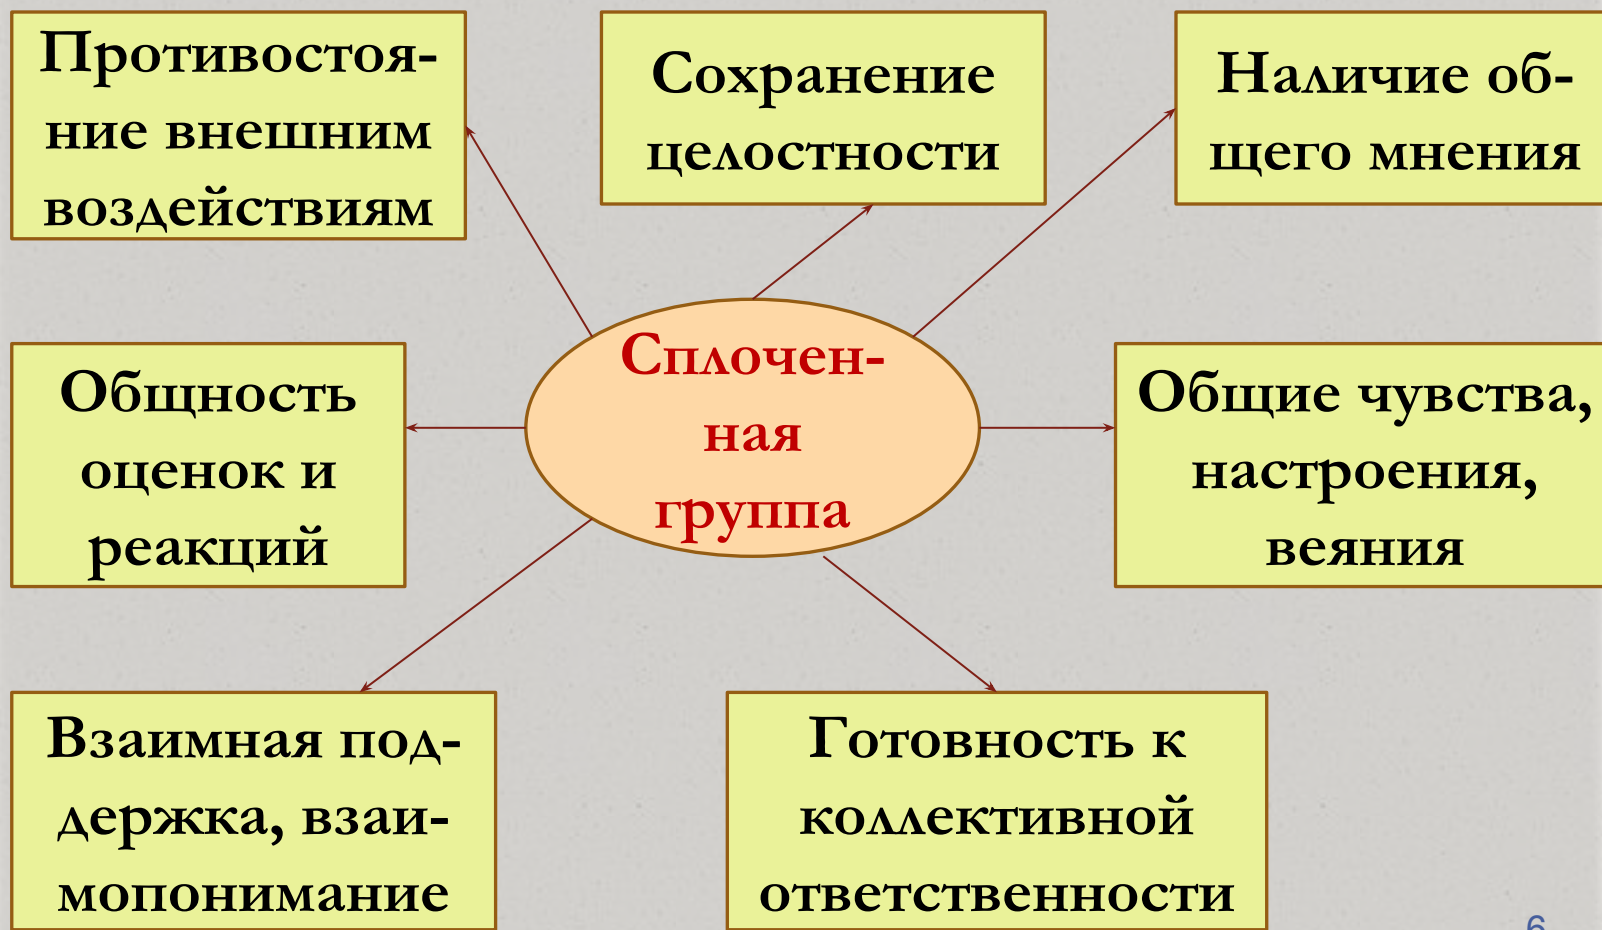 Противостоя-
ние внешним
воздействиям
Сохранение
целостности
Наличие об-
щего мнения
Общность
оценок и
реакций
Сплочен-
ная
группа
Общие чувства,
настроения,
веяния
Взаимная под-
держка, взаи-
мопонимание
Готовность к
коллективной
ответственности
6